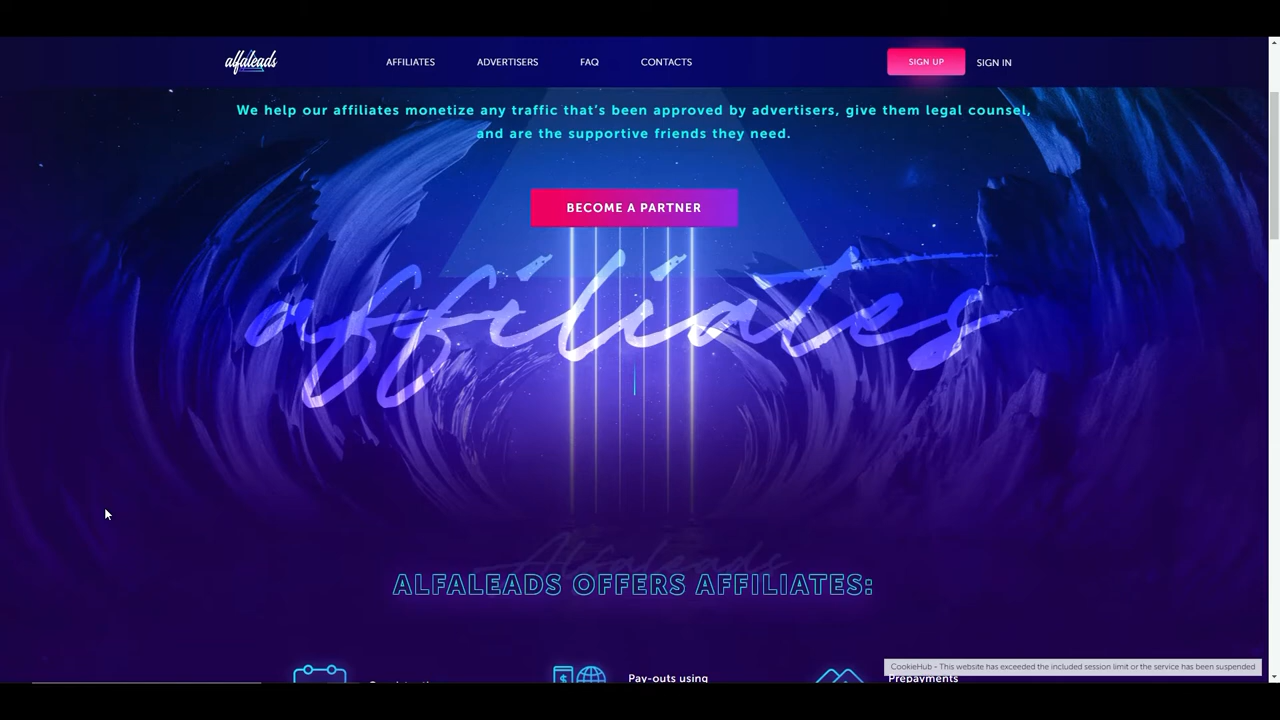 alfaleads
AFFILIATES
ADVERTISERS
FAQ
CONTACTS
SIGN UP
SIGN IN
We help our affiliates monetize any traffic that's been approved by advertisers, give them legal counsel,
and are the supportive friends they need.
BECOME A PARTNER
affiliates
Alfaleads
ALFALEADS OFFERS AFFILIATES:
Pay-outs using
Prepayments
CookieHub - This website has exceeded the included session limit or the service has been suspended